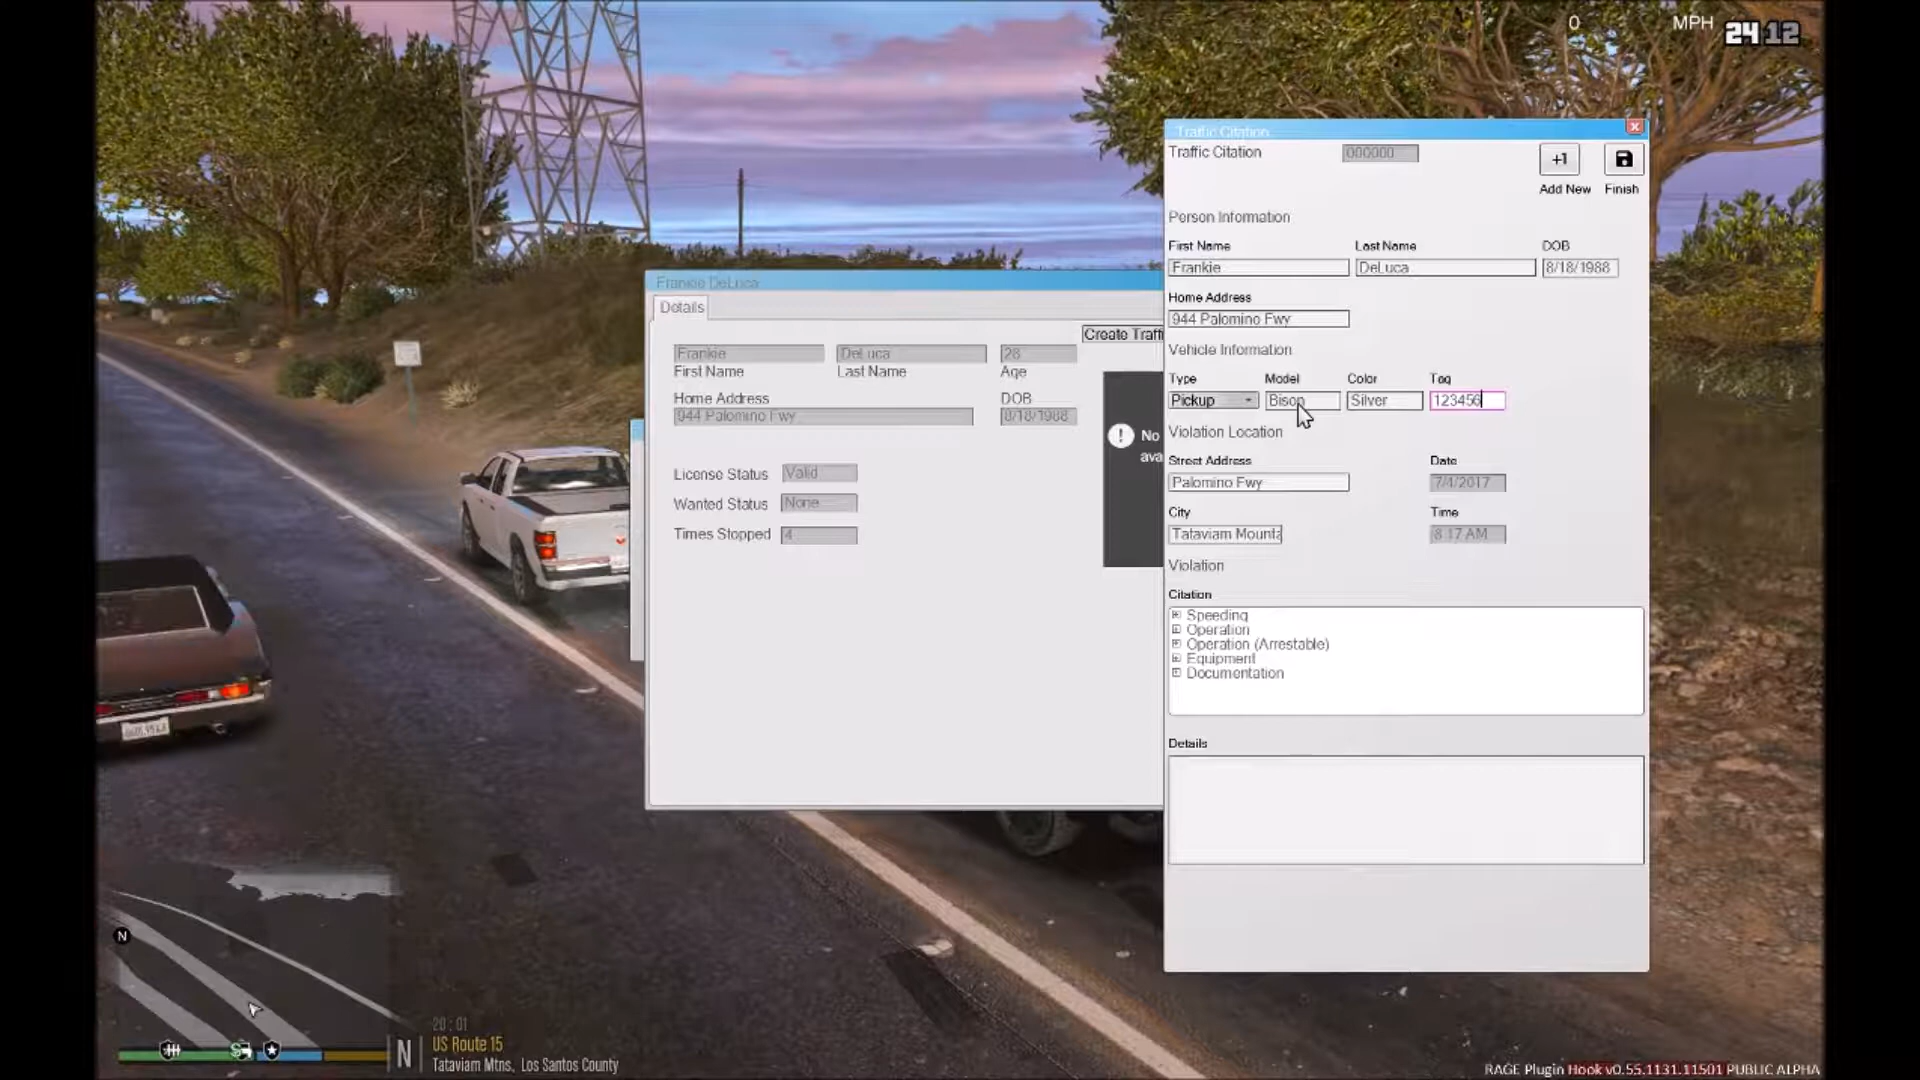 0 MPH 24 12
Traffic Citation
Traffic Citation 000000
+1
Add New Finish
Person Information
First Name Last Name DOB
Frankie DeLuca 8/18/1988
Home Address
944 Palomino Fwy
Vehicle Information
Type Model Color Tag
Pickup Bison Silver 123456
Violation Location
Street Address Date
Palomino Fwy 7/4/2017
City Time
Tataviam Mounta 8:17 AM
Violation
Citation
Speeding
Operation
Operation (Arrestable)
Equipment
Documentation
Details
Frankie DeLuca
Details
Create Traff
Frankie DeLuca 28
First Name Last Name Age
Home Address DOB
944 Palomino Fwy 8/18/1988
License Status Valid
Wanted Status None
Times Stopped 4
! No
ava
N
N
20:01
US Route 15
Tataviam Mtns, Los Santos County
RAGE Plugin Hook v0.55.1131.11501 PUBLIC ALPHA